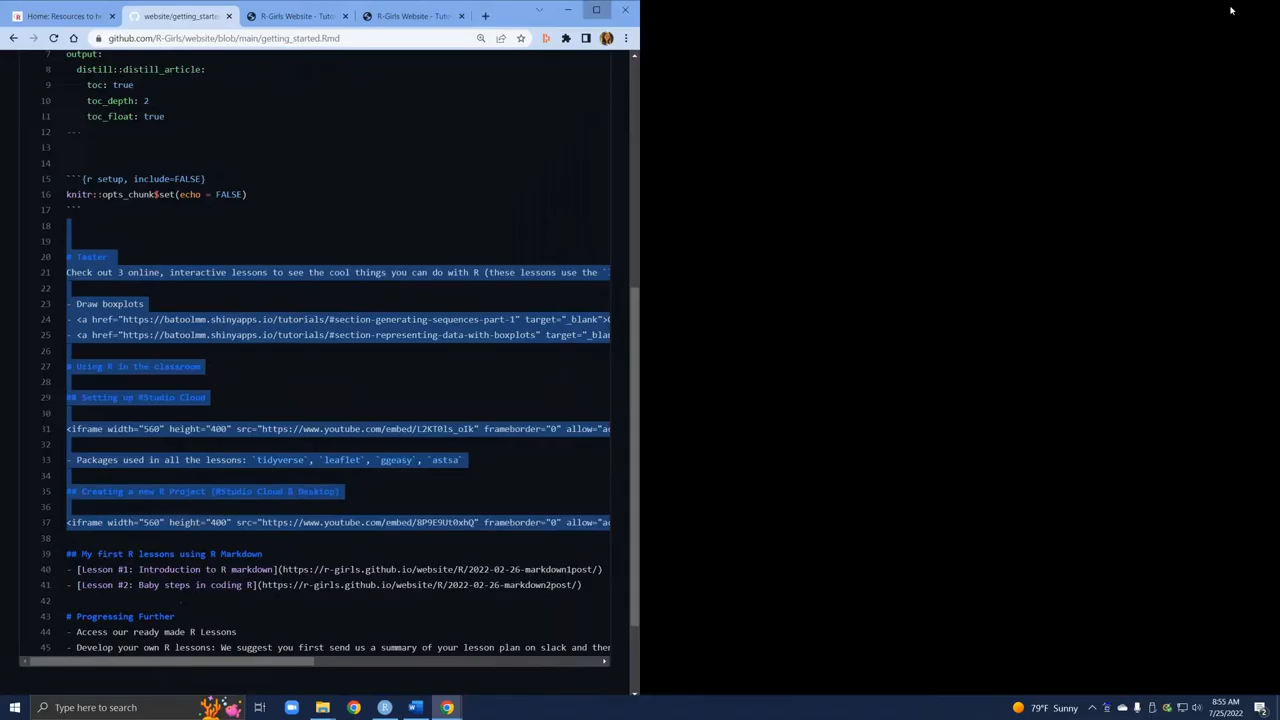 Home: Resources to he
website/getting_starte
R-Girls Website - Tuto
R-Girls Website - Tuto
github.com/R-Girls/website/blob/main/getting_started.Rmd
7 output:
8 distill::distill_article:
9 toc: true
10 toc_depth: 2
11 toc_float: true
12 ---
13
14
15 ```{r setup, include=FALSE}
16 knitr::opts_chunk$set(echo = FALSE)
17 ```
18
19
20 # Taster
21 Check out 3 online, interactive lessons to see the cool things you can do with R (these lessons use the `
22
23 - Draw boxplots
24 - <a href="https://batoolmm.shinyapps.io/tutorials/#section-generating-sequences-part-1" target="_blank">
25 - <a href="https://batoolmm.shinyapps.io/tutorials/#section-representing-data-with-boxplots" target="_blan
26
27 # Using R in the classroom
28
29 ## Setting up RStudio Cloud
30
31 <iframe width="560" height="400" src="https://www.youtube.com/embed/L2KT0ls_oIk" frameborder="0" allow="ac
32
33 - Packages used in all the lessons: `tidyverse`, `leaflet`, `ggeasy`, `astsa`
34
35 ## Creating a new R Project (RStudio Cloud & Desktop)
36
37 <iframe width="560" height="400" src="https://www.youtube.com/embed/8P9E9Ut0xhQ" frameborder="0" allow="ac
38
39 ## My first R lessons using R Markdown
40 - [Lesson #1: Introduction to R markdown](https://r-girls.github.io/website/R/2022-02-26-markdown1post/)
41 - [Lesson #2: Baby steps in coding R](https://r-girls.github.io/website/R/2022-02-26-markdown2post/)
42
43 # Progressing Further
44 - Access our ready made R Lessons
45 - Develop your own R lessons: We suggest you first send us a summary of your lesson plan on slack and then
Type here to search
79°F Sunny
8:55 AM
7/25/2022
2